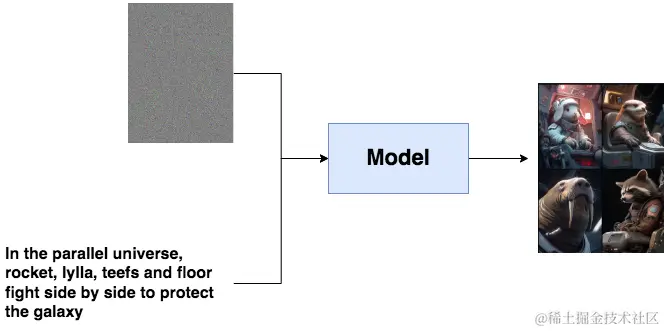 Model
In the parallel universe,
rocket, lylla, teefs and floor
fight side by side to protect
the galaxy
@稀土掘金技术社区